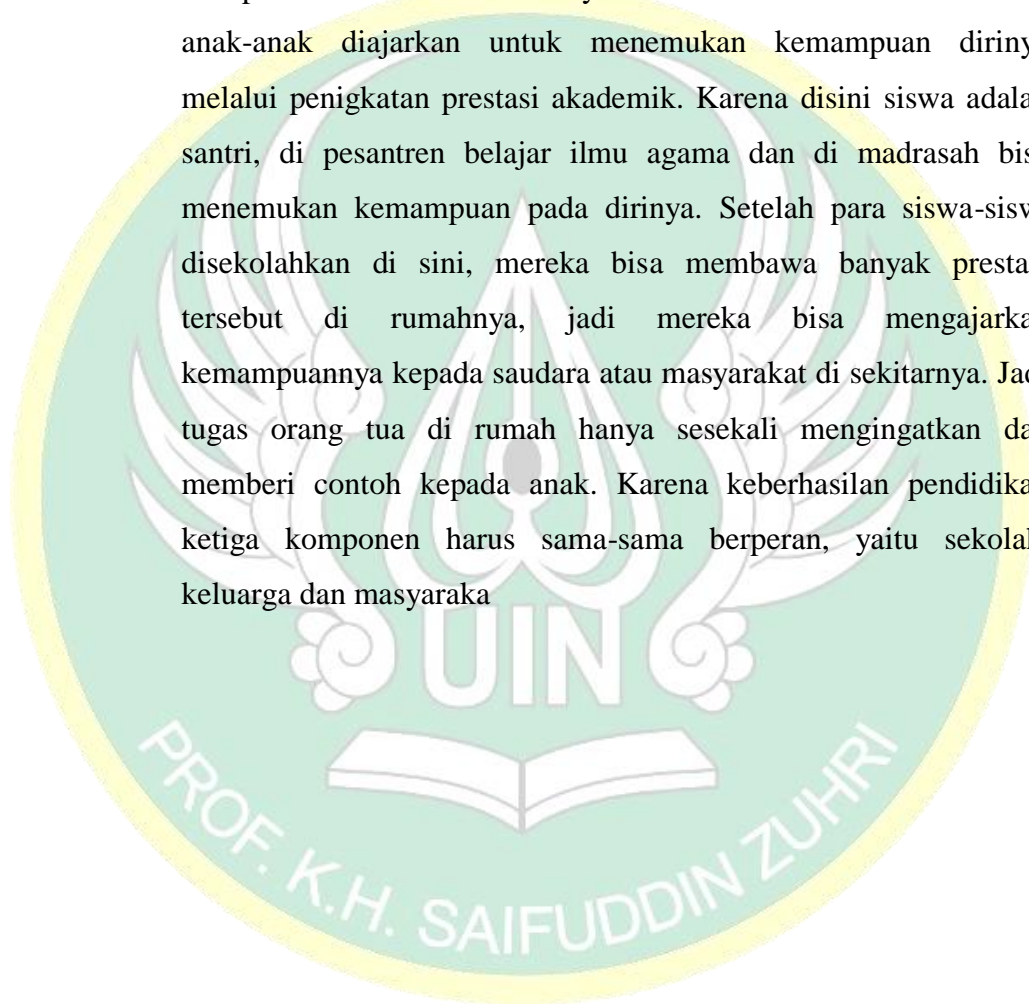 anak-anak diajarkan untuk menemukan kemampuan diriny
melalui penigkatan prestasi akademik. Karena disini siswa adala
santri, di pesantren belajar ilmu agama dan di madrasah bis
menemukan kemampuan pada dirinya. Setelah para siswa-sisw
disekolahkan di sini, mereka bisa membawa banyak presta
tersebut di rumahnya, jadi mereka bisa mengajarka
kemampuannya kepada saudara atau masyarakat di sekitarnya. Jad
tugas orang tua di rumah hanya sesekali mengingatkan da
memberi contoh kepada anak. Karena keberhasilan pendidika
ketiga komponen harus sama-sama berperan, yaitu sekolah
keluarga dan masyaraka
UIN
PROF. K.H. SAIFUDDIN ZUHRI